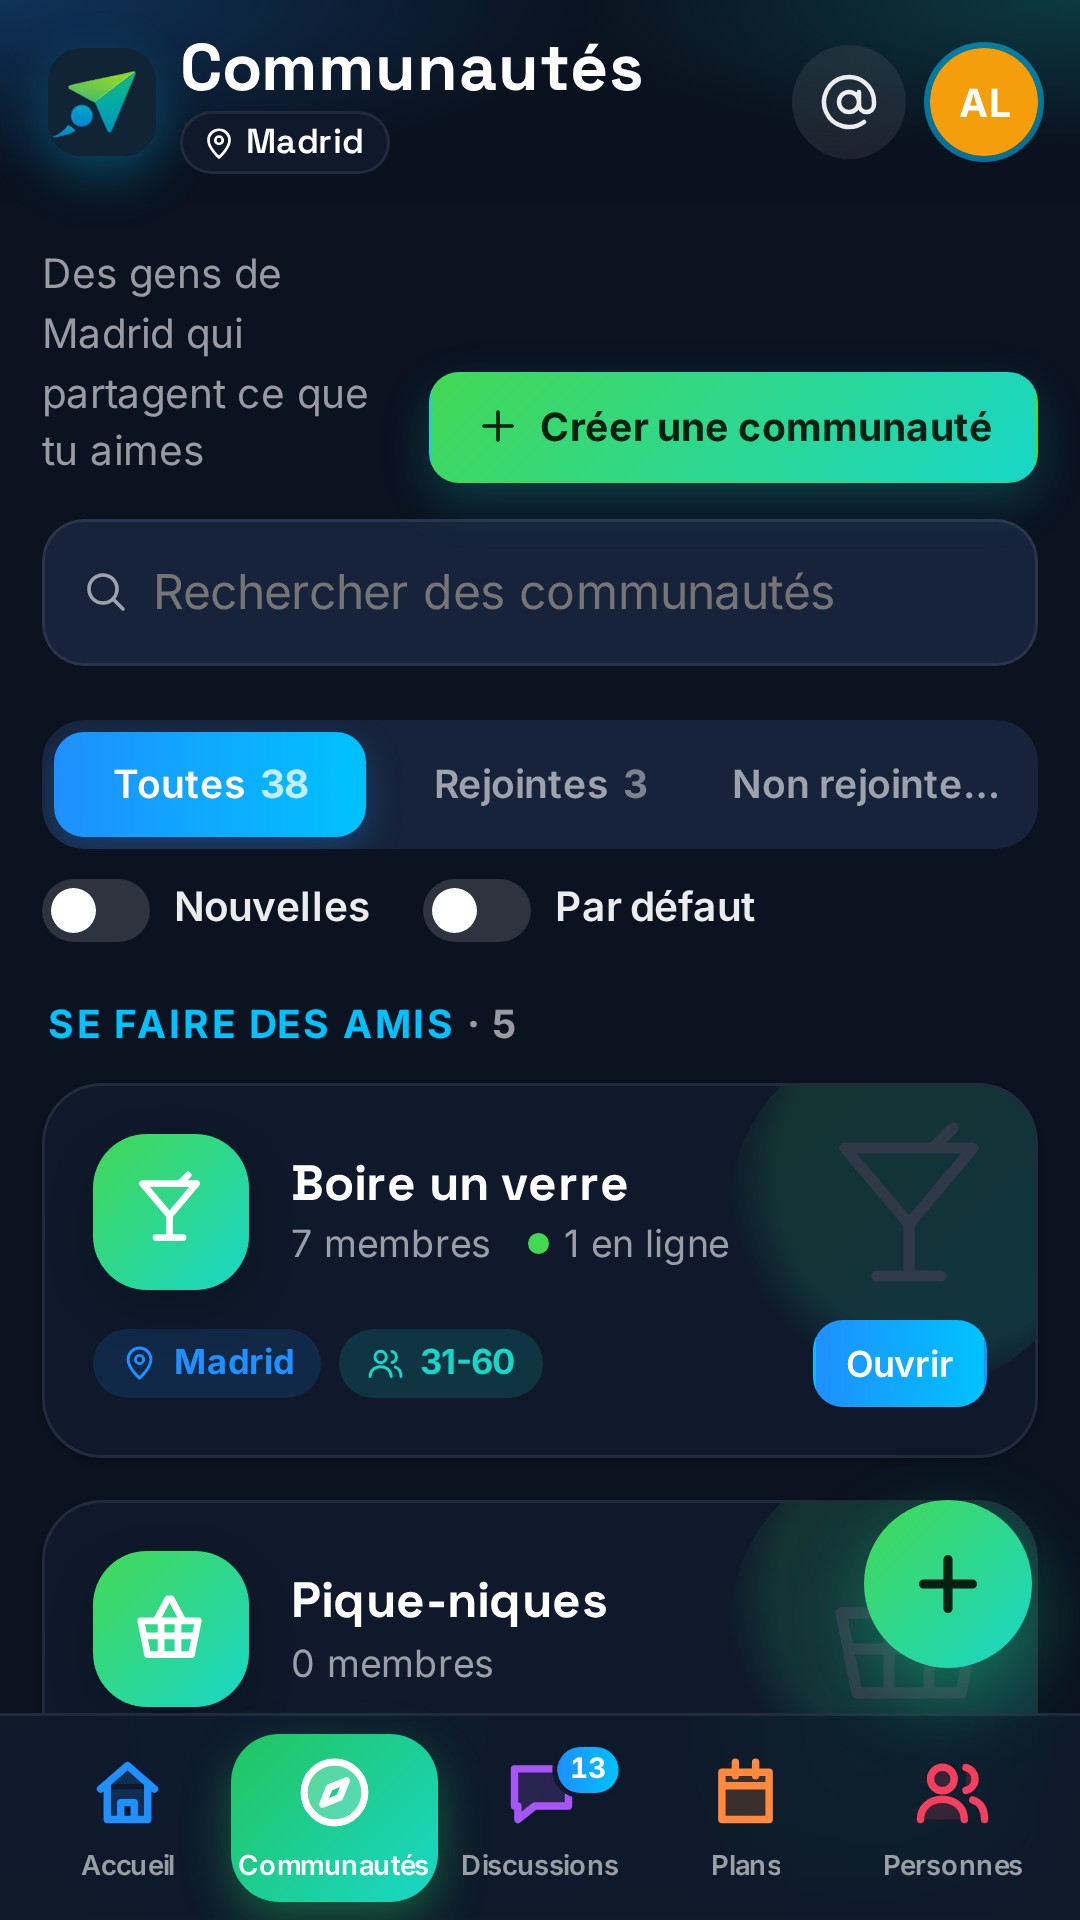 Communautés
Madrid
AL
Des gens de
Madrid qui
partagent ce que
tu aimes
Créer une communauté
Rechercher des communautés
Toutes 38
Rejointes 3
Non rejointe...
Nouvelles
Par défaut
SE FAIRE DES AMIS · 5
Boire un verre
7 membres
1 en ligne
Madrid
31-60
Ouvrir
Pique-niques
0 membres
13
Accueil
Communautés
Discussions
Plans
Personnes